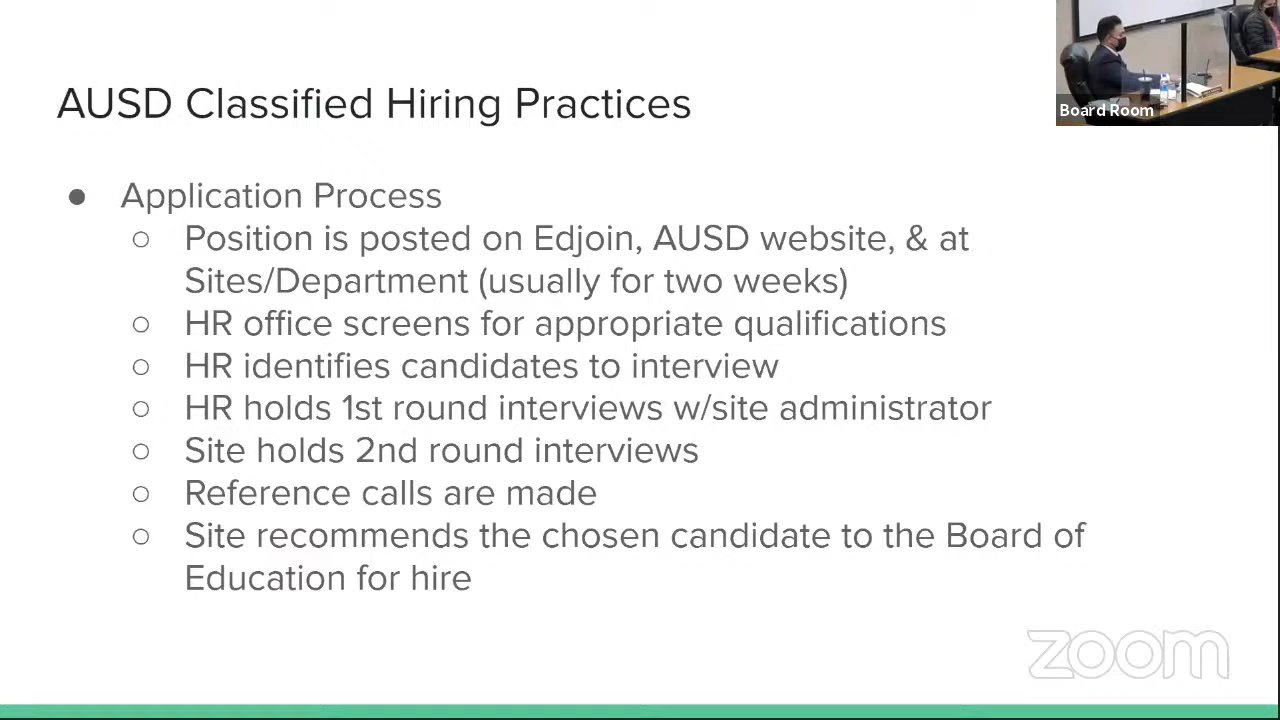 AUSD Classified Hiring Practices
Board Room
● Application Process
○ Position is posted on Edjoin, AUSD website, & at
Sites/Department (usually for two weeks)
○ HR office screens for appropriate qualifications
○ HR identifies candidates to interview
○ HR holds 1st round interviews w/site administrator
○ Site holds 2nd round interviews
○ Reference calls are made
○ Site recommends the chosen candidate to the Board of
Education for hire
zoom